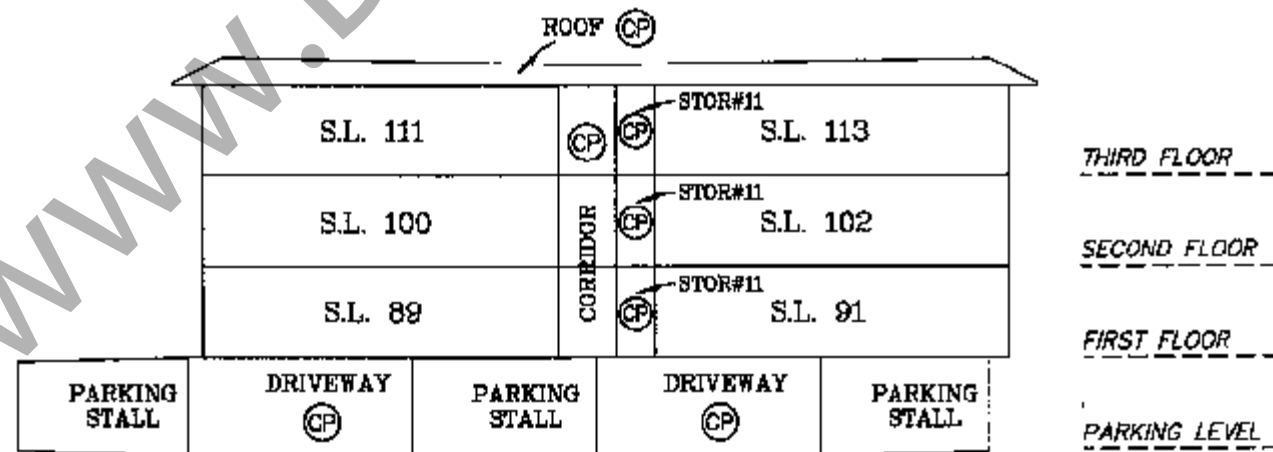 ROOF CP
S.L. 111
CP
CP
STOR#11
S.L. 113
THIRD FLOOR
S.L. 100
CORRIDOR
CP
STOR#11
S.L. 102
SECOND FLOOR
S.L. 89
CP
STOR#11
S.L. 91
FIRST FLOOR
PARKING
STALL
DRIVEWAY
CP
PARKING
STALL
DRIVEWAY
CP
PARKING
STALL
PARKING LEVEL
WWW.